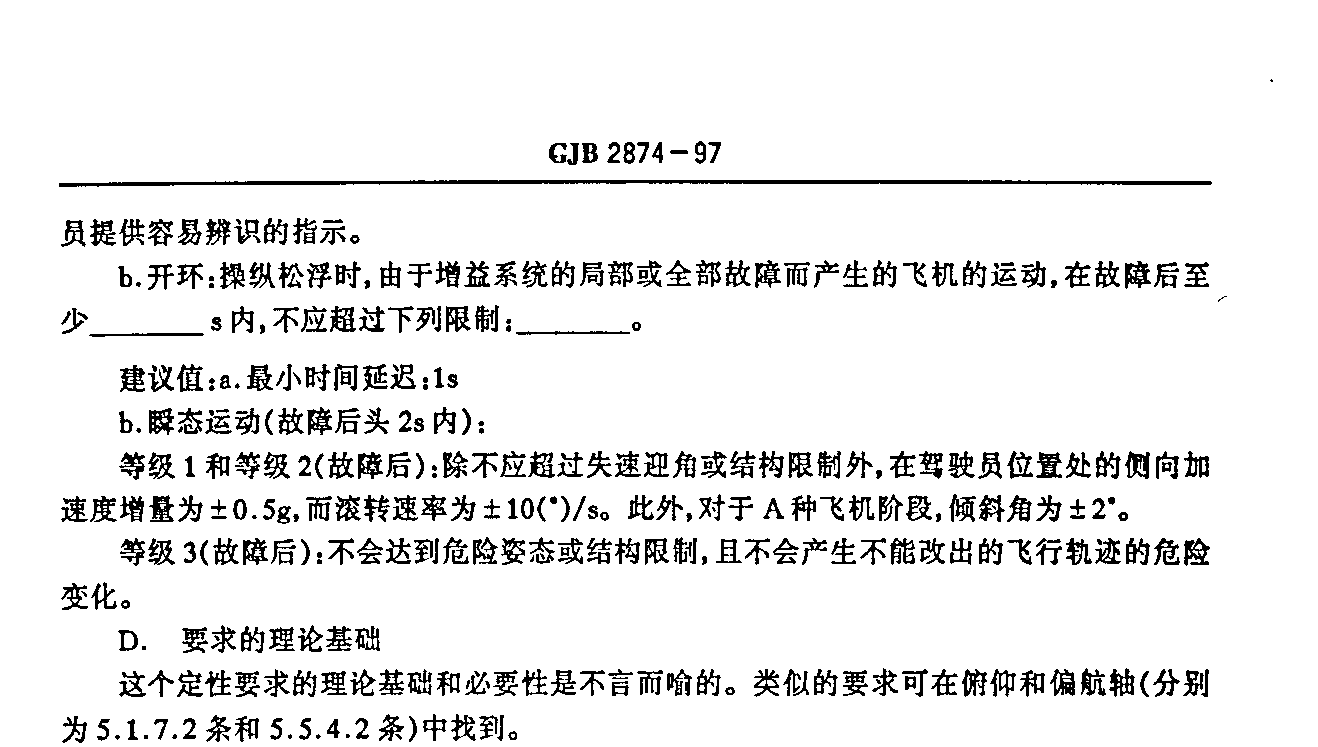 GJB 2874－97
员提供容易辨识的指示。
b.开环:操纵松浮时,由于增益系统的局部或全部故障而产生的飞机的运动,在故障后至
少________s内,不应超过下列限制:________。
建议值:a.最小时间延迟:1s
b.瞬态运动(故障后头2s内):
等级1和等级2(故障后):除不应超过失速迎角或结构限制外,在驾驶员位置处的侧向加
速度增量为±0.5g,而滚转速率为±10(°)/s。此外,对于A种飞机阶段,倾斜角为±2°。
等级3(故障后):不会达到危险姿态或结构限制,且不会产生不能改出的飞行轨迹的危险
变化。
D. 要求的理论基础
这个定性要求的理论基础和必要性是不言而喻的。类似的要求可在俯仰和偏航轴(分别
为5.1.7.2条和5.5.4.2条)中找到。